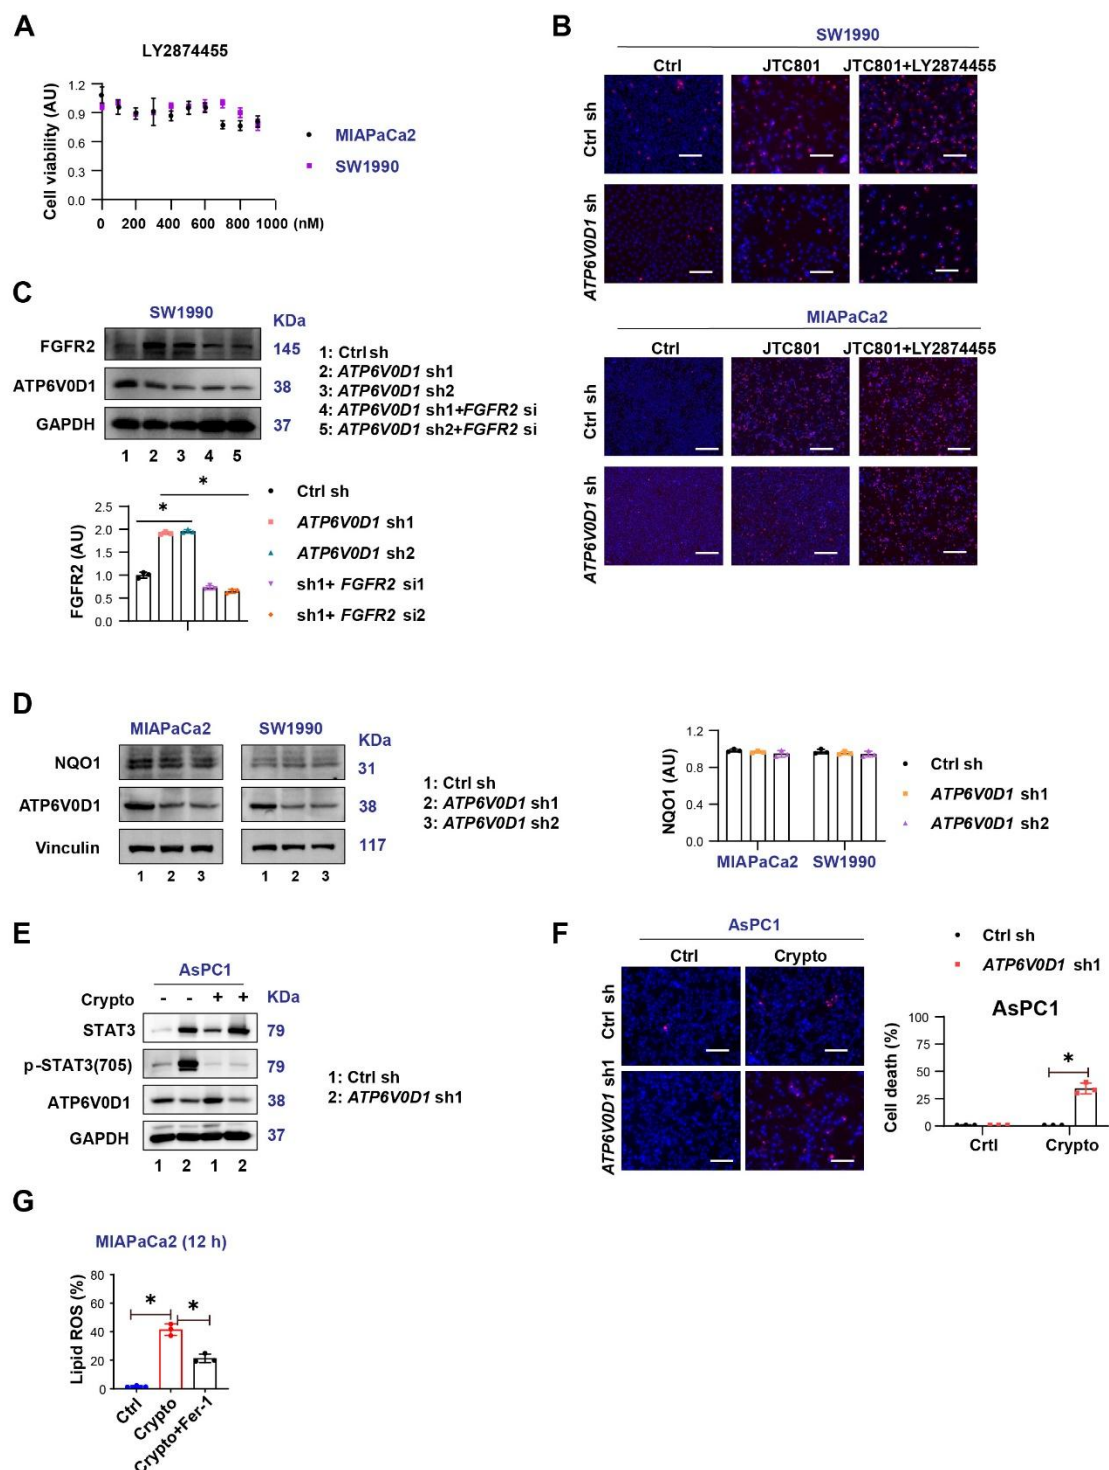 A
LY2874455
Cell viability (AU)
1.2
0.9
0.6
0.3
0.0
0 200 400 600 800 1000 (nM)
MIAPaCa2
SW1990
B
SW1990
Ctrl JTC801 JTC801+LY2874455
Ctrl sh
ATP6V0D1 sh
MIAPaCa2
Ctrl JTC801 JTC801+LY2874455
Ctrl sh
ATP6V0D1 sh
C
SW1990
KDa
FGFR2 145
ATP6V0D1 38
GAPDH 37
1 2 3 4 5
1: Ctrl sh
2: ATP6V0D1 sh1
3: ATP6V0D1 sh2
4: ATP6V0D1 sh1+FGFR2 si
5: ATP6V0D1 sh2+FGFR2 si
FGFR2 (AU)
2.5
2.0
1.5
1.0
0.5
0.0
*
*
Ctrl sh
ATP6V0D1 sh1
ATP6V0D1 sh2
sh1+ FGFR2 si1
sh1+ FGFR2 si2
D
MIAPaCa2 SW1990
KDa
NQO1 31
ATP6V0D1 38
Vinculin 117
1 2 3 1 2 3
1: Ctrl sh
2: ATP6V0D1 sh1
3: ATP6V0D1 sh2
NQO1 (AU)
1.2
0.8
0.4
0.0
MIAPaCa2 SW1990
Ctrl sh
ATP6V0D1 sh1
ATP6V0D1 sh2
E
AsPC1
Crypto - - + + KDa
STAT3 79
p-STAT3(705) 79
ATP6V0D1 38
GAPDH 37
1 2 1 2
1: Ctrl sh
2: ATP6V0D1 sh1
F
AsPC1
Ctrl Crypto
Ctrl sh
ATP6V0D1 sh1
Ctrl sh
ATP6V0D1 sh1
AsPC1
Cell death (%)
100
75
50
25
0
*
Crtl Crypto
G
MIAPaCa2 (12 h)
Lipid ROS (%)
80
60
40
20
0
* *
Ctrl
Crypto
Crypto+Fer-1